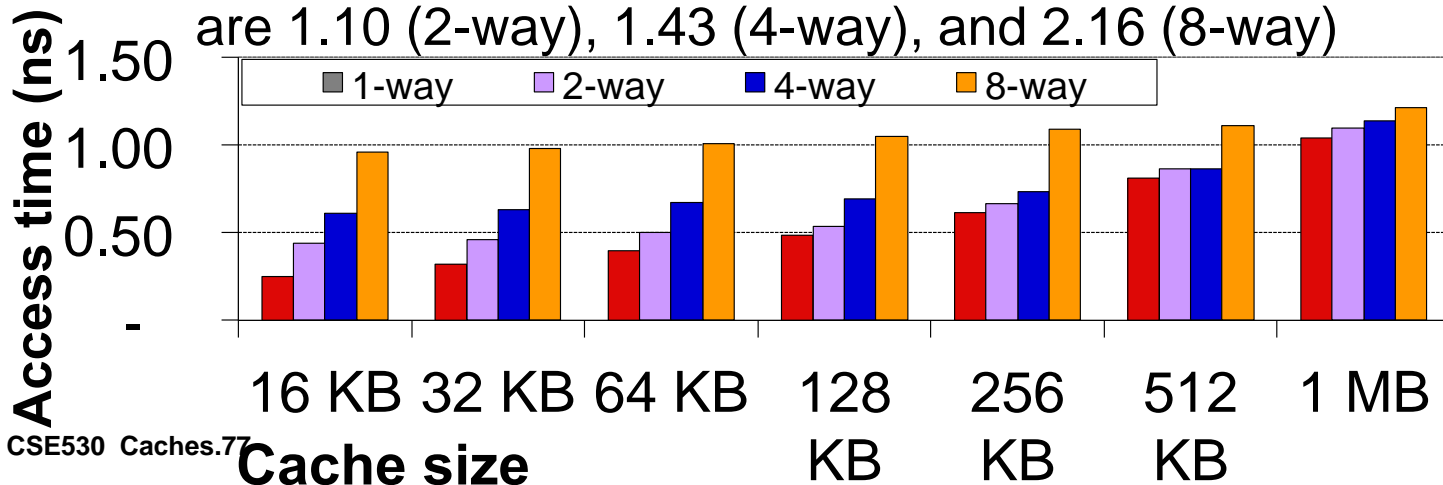 are 1.10 (2-way), 1.43 (4-way), and 2.16 (8-way)
Access time (ns)
1.50
1.00
0.50
-
1-way 2-way 4-way 8-way
16 KB 32 KB 64 KB 128 KB 256 KB 512 KB 1 MB
Cache size
CSE530 Caches.77